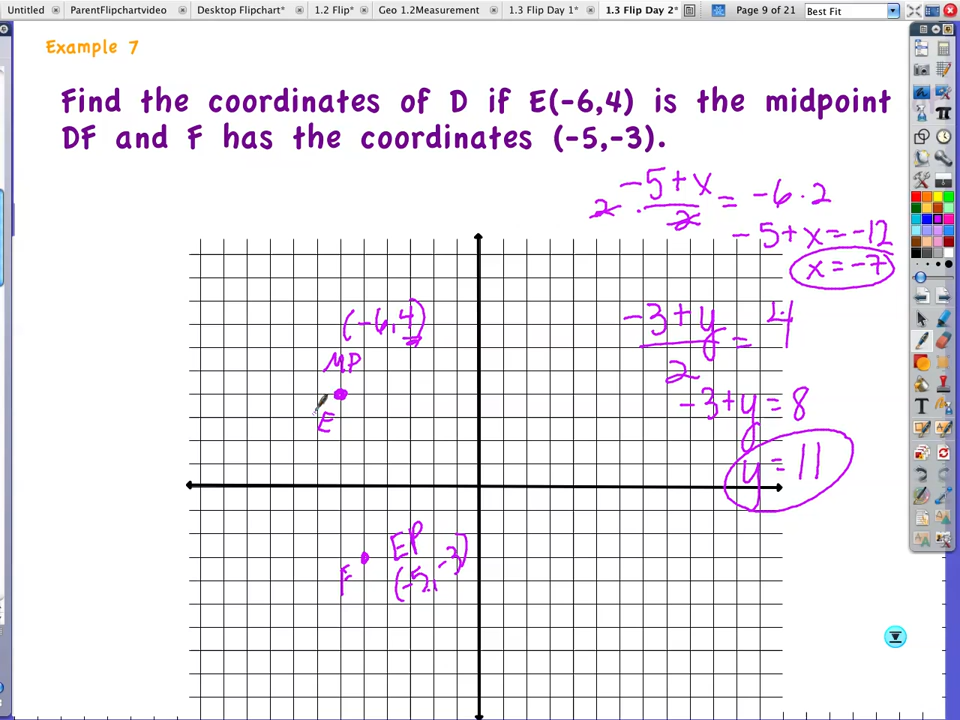 Untitled ParentFlipchartvideo Desktop Flipchart* 1.2 Flip* Geo 1.2Measurement 1.3 Flip Day 1* 1.3 Flip Day 2* Page 9 of 21 Best Fit
Example 7
Find the coordinates of D if E(-6,4) is the midpoint
DF and F has the coordinates (-5,-3).
2 · (-5+x)/2 = -6·2
-5+x=-12
x=-7
(-3+y)/2 = 4
-3+y=8
y=11
(-6,4)
MP
E
EP
F (-5,-3)